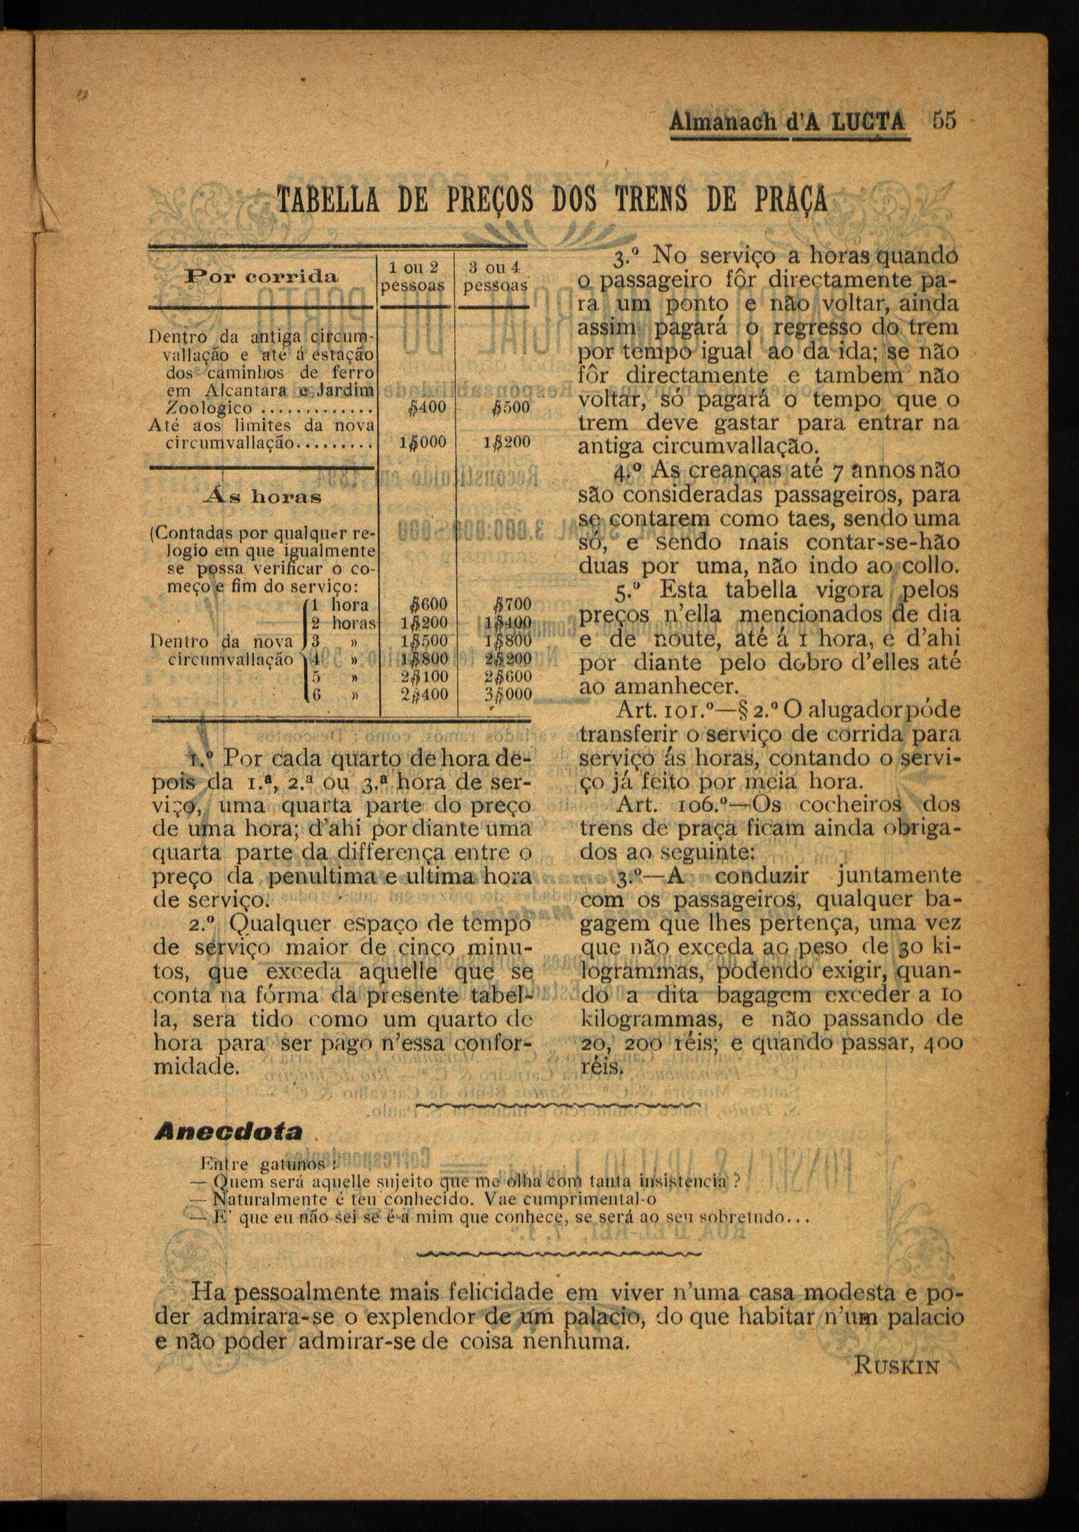 Almanach d'A LUCTA 55
TABELLA DE PREÇOS DOS TRENS DE PRAÇA
Por corrida 1 ou 2 pessoas 3 ou 4 pessoas
Dentro da antiga circum-
vallação e até á estação
dos caminhos de ferro
em Alcantara e Jardim
Zoologico ............. $400 $500
Até aos limites da nova
circumvallação......... 1$000 1$200
Ás horas
(Contadas por qualquer re-
logio em que igualmente
se possa verificar o co-
meço e fim do serviço:
1 hora $600 $700
2 horas 1$200 1$400
Dentro da nova 3 » 1$500 1$800
circumvallação 4 » 1$800 2$200
5 » 2$100 2$600
6 » 2$400 3$000
1.º Por cada quarto de hora de-
pois da 1.ª, 2.ª ou 3.ª hora de ser-
viço, uma quarta parte do preço
de uma hora; d'ahi por diante uma
quarta parte da differença entre o
preço da penultima e ultima hora
de serviço.
2.º Qualquer espaço de tempo
de serviço maior de cinco minu-
tos, que exceda aquelle que se
conta na fórma da presente tabel-
la, sera tido como um quarto de
hora para ser pago n'essa confor-
midade.
3.º No serviço a horas quando
o passageiro fôr directamente pa-
ra um ponto e não voltar, ainda
assim pagará o regresso do trem
por tempo igual ao da ida; se não
fôr directamente e tambem não
voltar, só pagará o tempo que o
trem deve gastar para entrar na
antiga circumvallação.
4.º As creanças até 7 annos não
são consideradas passageiros, para
se contarem como taes, sendo uma
só, e sendo mais contar-se-hão
duas por uma, não indo ao collo.
5.º Esta tabella vigora pelos
preços n'ella mencionados de dia
e de noute, até á 1 hora, e d'ahi
por diante pelo dobro d'elles até
ao amanhecer.
Art. 101.º—§ 2.º O alugador póde
transferir o serviço de corrida para
serviço ás horas, contando o servi-
ço já feito por meia hora.
Art. 106.º—Os cocheiros dos
trens de praça ficam ainda obriga-
dos ao seguinte:
3.º—A conduzir juntamente
com os passageiros, qualquer ba-
gagem que lhes pertença, uma vez
que não exceda ao peso de 30 ki-
logrammas, podendo exigir, quan-
do a dita bagagem exceder a 10
kilogrammas, e não passando de
20, 200 réis; e quando passar, 400
réis.
Anecdota
Entre gatunos :
— Quem será aquelle sujeito que me olha com tanta insistencia ?
— Naturalmente é teu conhecido. Vae cumprimental-o
— E' que eu não sei se é a mim que conhece, se será ao seu sobretudo...
Ha pessoalmente mais felicidade em viver n'uma casa modesta e po-
der admirara-se o explendor de um palacio, do que habitar n'um palacio
e não poder admirar-se de coisa nenhuma.
RUSKIN